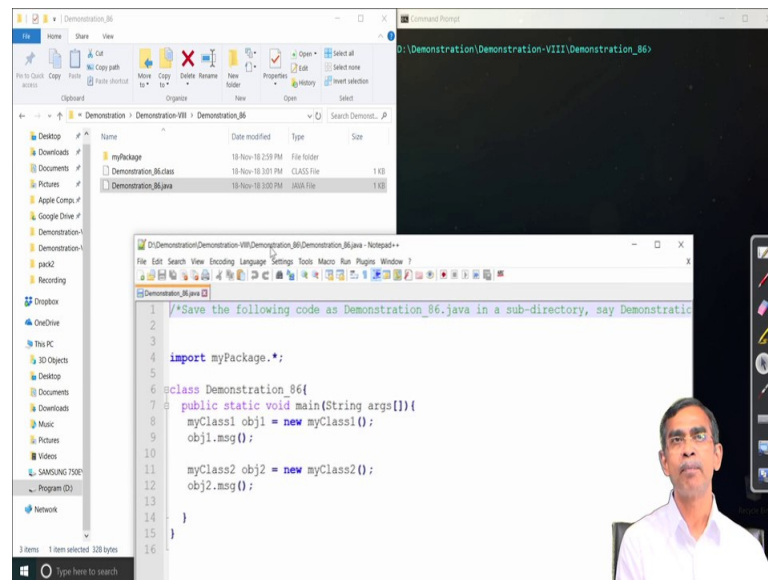 Demonstration_86
File Home Share View
Pin to Quick access
Copy
Paste
Cut
Copy path
Paste shortcut
Clipboard
Move to
Copy to
Delete
Rename
Organize
New folder
New
Properties
Open
Edit
History
Open
Select all
Select none
Invert selection
Select
Demonstration > Demonstration-VIII > Demonstration_86
Search Demonst...
Name Date modified Type Size
myPackage 18-Nov-18 2:59 PM File folder
Demonstration_86.class 18-Nov-18 3:01 PM CLASS File 1 KB
Demonstration_86.java 18-Nov-18 3:00 PM JAVA File 1 KB
Desktop
Downloads
Documents
Pictures
Apple Compu
Google Drive
Demonstration-\
Demonstration-\
pack2
Recording
Dropbox
OneDrive
This PC
3D Objects
Desktop
Documents
Downloads
Music
Pictures
Videos
SAMSUNG 750E
Program (D:)
Network
3 items 1 item selected 328 bytes
Type here to search
Command Prompt
D:\Demonstration\Demonstration-VIII\Demonstration_86>
D:\Demonstration\Demonstration-VIII\Demonstration_86\Demonstration_86.java - Notepad++
File Edit Search View Encoding Language Settings Tools Macro Run Plugins Window ?
Demonstration_86.java
1 /*Save the following code as Demonstration_86.java in a sub-directory, say Demonstratic
2
3
4 import myPackage.*;
5
6 class Demonstration_86{
7 public static void main(String args[]){
8 myClass1 obj1 = new myClass1();
9 obj1.msg();
10
11 myClass2 obj2 = new myClass2();
12 obj2.msg();
13
14 }
15 }
16